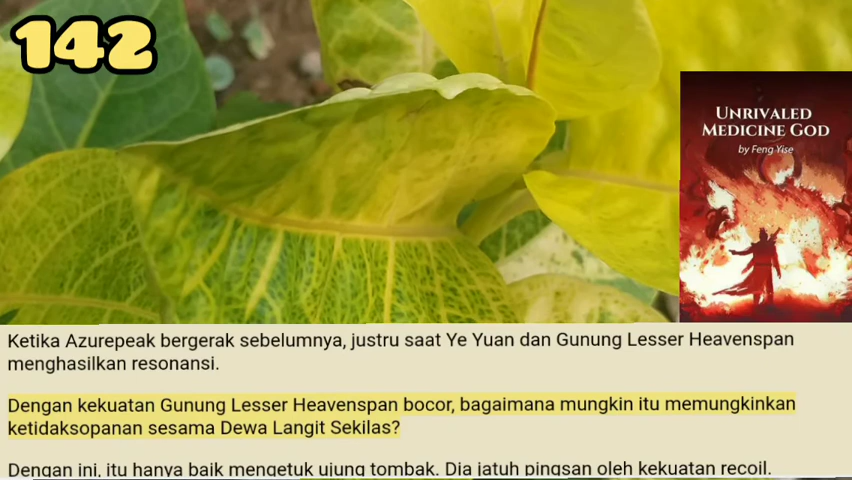 142
UNRIVALED
MEDICINE GOD
by Feng Yise
Ketika Azurepeak bergerak sebelumnya, justru saat Ye Yuan dan Gunung Lesser Heavenspan
menghasilkan resonansi.
Dengan kekuatan Gunung Lesser Heavenspan bocor, bagaimana mungkin itu memungkinkan
ketidaksopanan sesama Dewa Langit Sekilas?
Dengan ini, itu hanya baik mengetuk ujung tombak. Dia jatuh pingsan oleh kekuatan recoil.